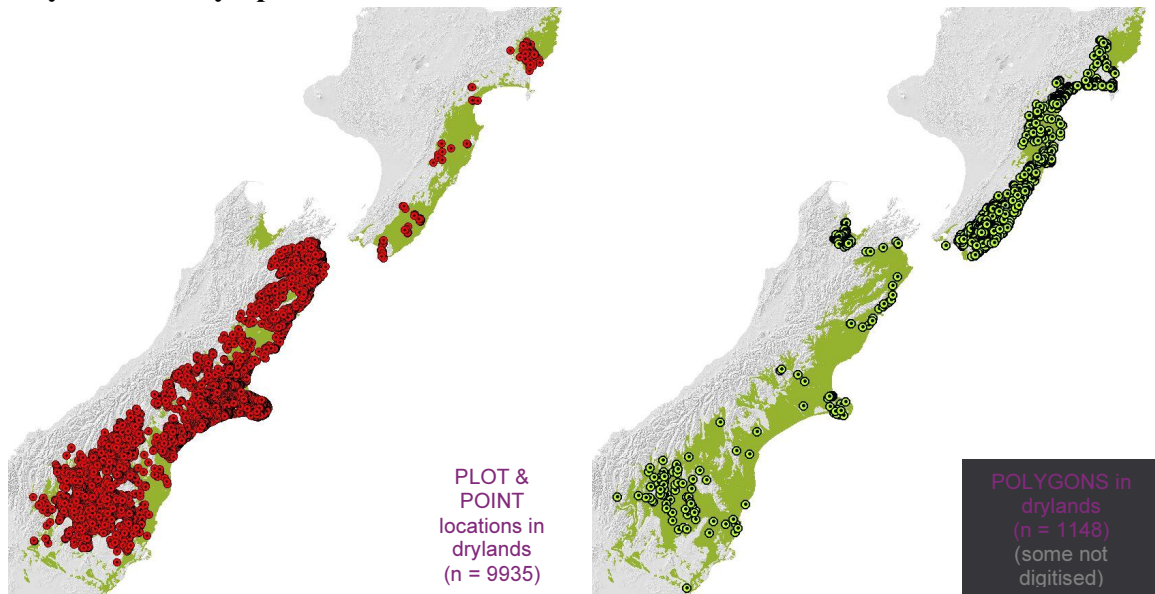 PLOT &
POINT
locations in
drylands
(n = 9935)
POLYGONS in
drylands
(n = 1148)
(some not
digitised)